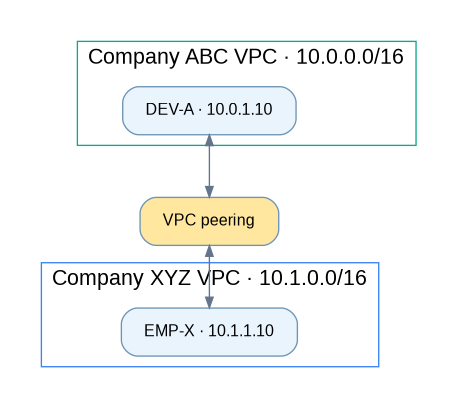 Company ABC VPC · 10.0.0.0/16
DEV-A · 10.0.1.10
VPC peering
Company XYZ VPC · 10.1.0.0/16
EMP-X · 10.1.1.10